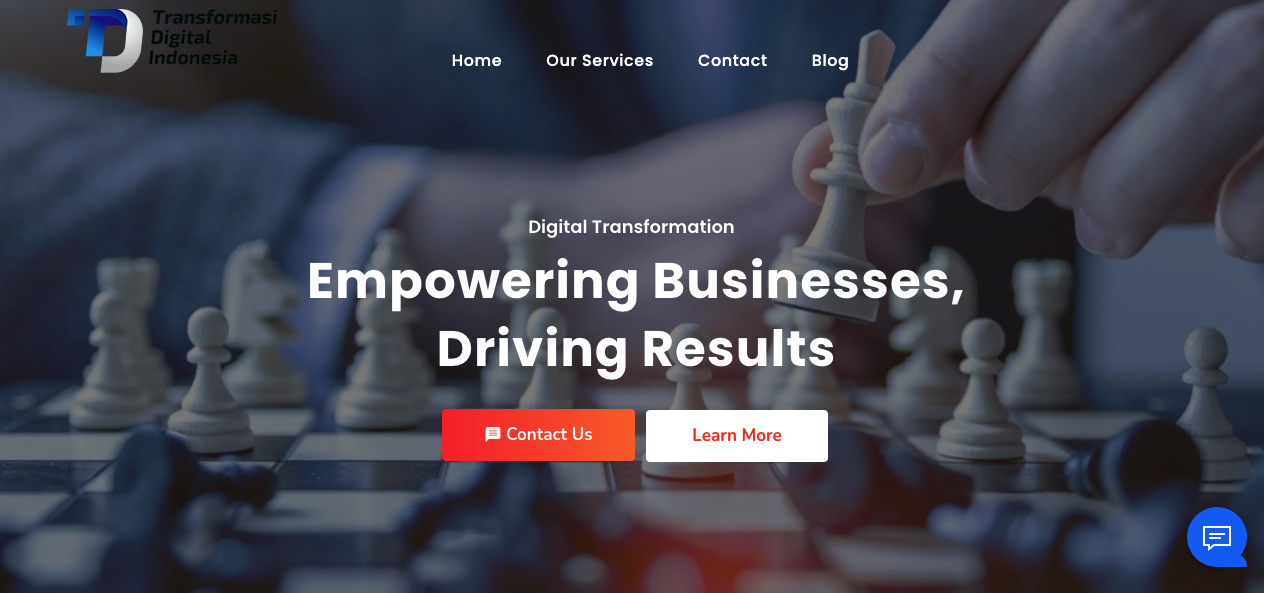 Transformasi
Digital
Indonesia
Home
Our Services
Contact
Blog
Digital Transformation
Empowering Businesses,
Driving Results
Contact Us
Learn More